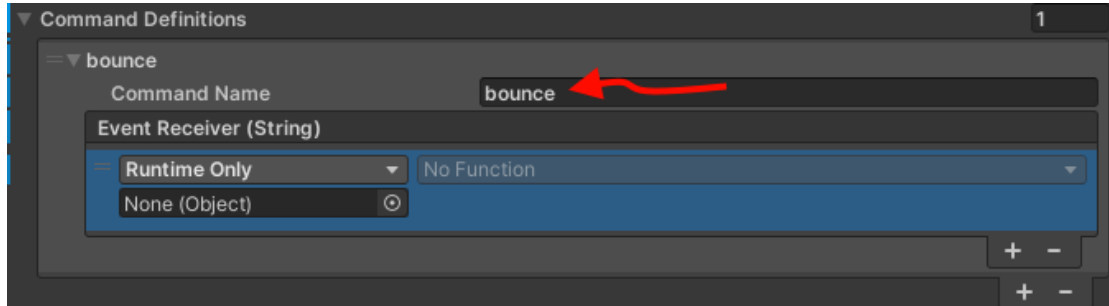 Command Definitions 1
bounce
Command Name bounce
Event Receiver (String)
Runtime Only No Function
None (Object)
+ -
+ -